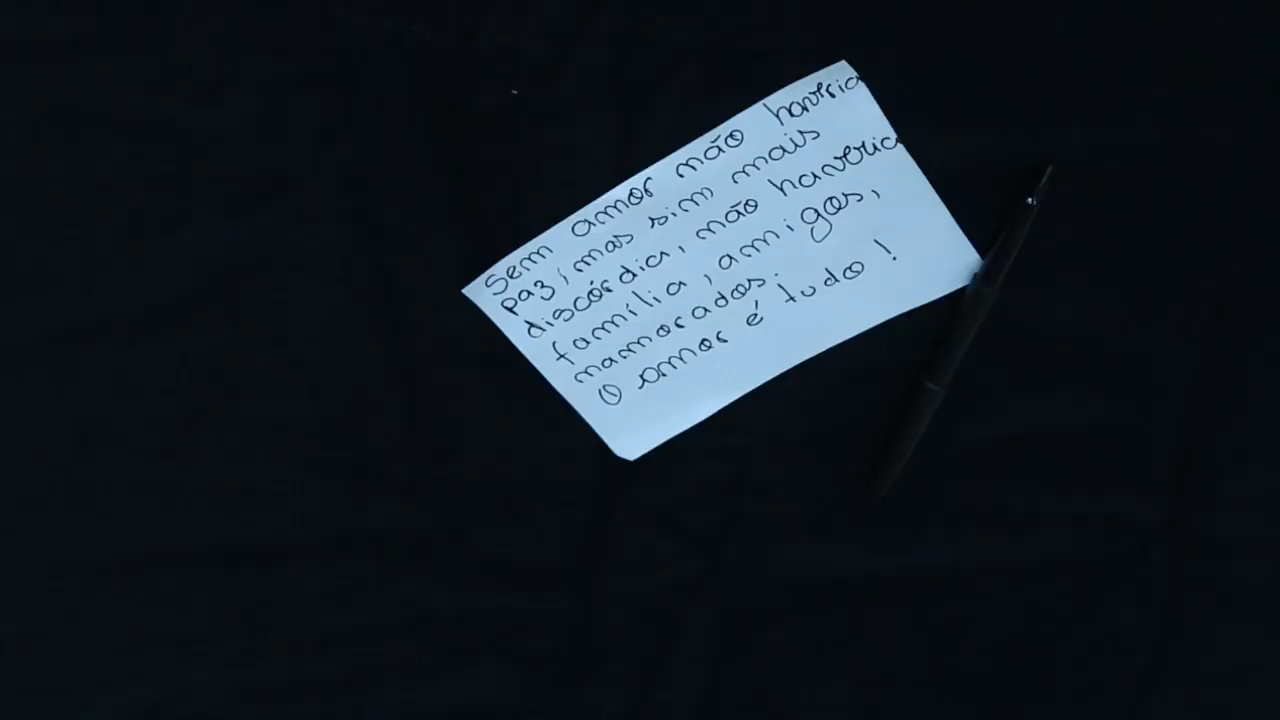 Sem amor não haveria
paz, mas sim mais
discórdia, não haveria
família, amigos,
namorados.
O amor é tudo!